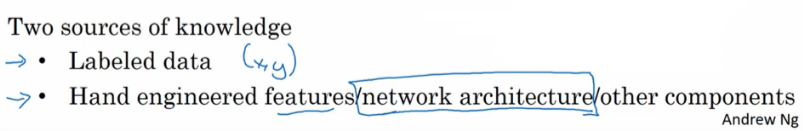 Two sources of knowledge
→ • Labeled data (x,y)
→ • Hand engineered features/network architecture/other components
Andrew Ng